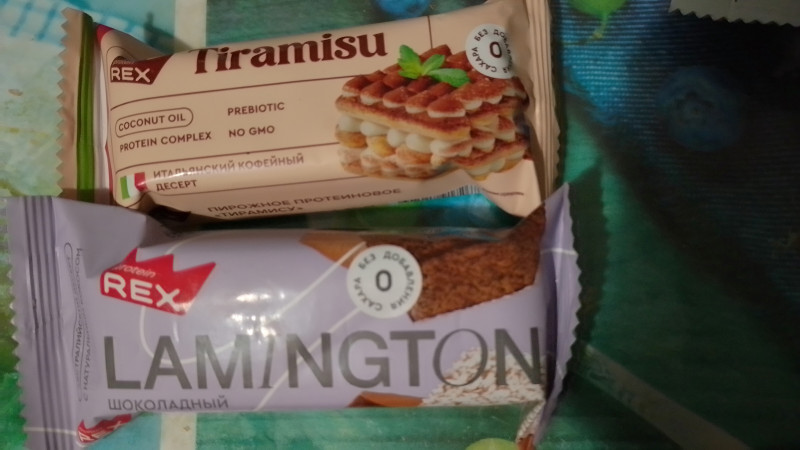 REX
Tiramisu
БЕЗ ДОБАВЛЕНИЯ САХАРА
0
COCONUT OIL
PREBIOTIC
PROTEIN COMPLEX
NO GMO
ИТАЛЬЯНСКИЙ КОФЕЙНЫЙ
ДЕСЕРТ
ПИРОЖНОЕ ПРОТЕИНОВОЕ
«ТИРАМИСУ»
protein
REX
БЕЗ ДОБАВЛЕНИЯ САХАРА
0
LAMINGTON
ШОКОЛАДНЫЙ